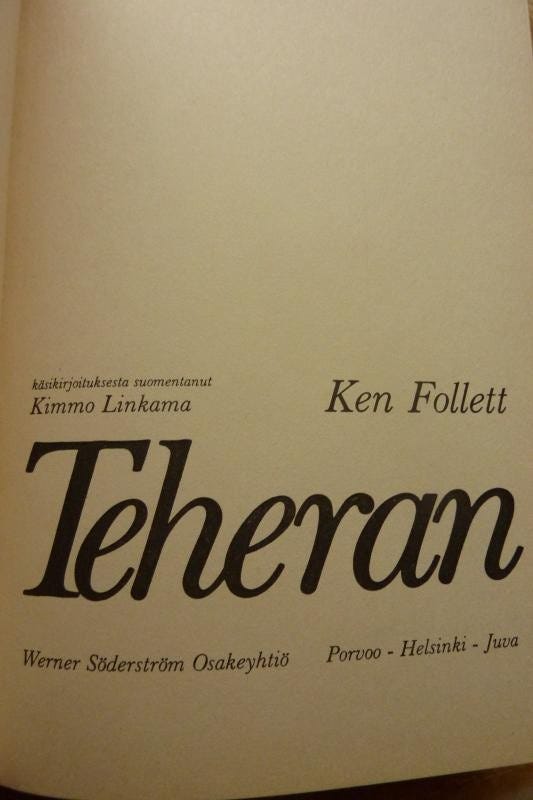 käsikirjoituksesta suomentanut
Kimmo Linkama
Ken Follett
Teheran
Werner Söderström Osakeyhtiö
Porvoo - Helsinki - Juva